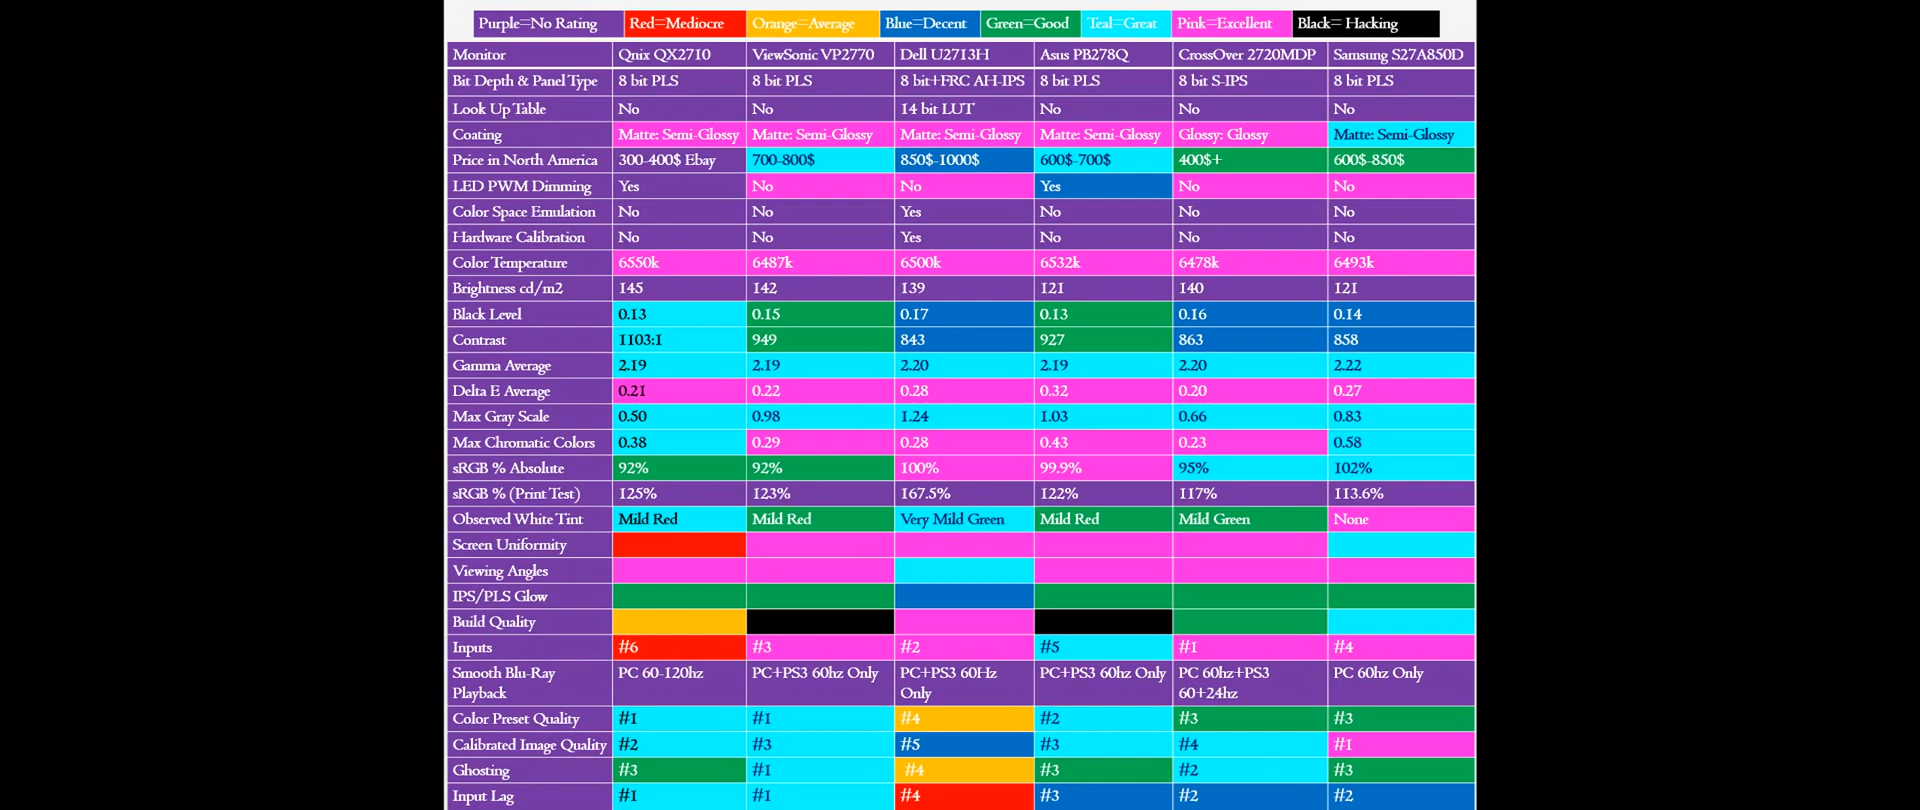 Purple=No Rating Red=Mediocre Orange=Average Blue=Decent Green=Good Teal=Great Pink=Excellent Black= Hacking
Monitor Qnix QX2710 ViewSonic VP2770 Dell U2713H Asus PB278Q CrossOver 2720MDP Samsung S27A850D
Bit Depth & Panel Type 8 bit PLS 8 bit PLS 8 bit+FRC AH-IPS 8 bit PLS 8 bit S-IPS 8 bit PLS
Look Up Table No No 14 bit LUT No No No
Coating Matte: Semi-Glossy Matte: Semi-Glossy Matte: Semi-Glossy Matte: Semi-Glossy Glossy: Glossy Matte: Semi-Glossy
Price in North America 300-400$ Ebay 700-800$ 850$-1000$ 600$-700$ 400$+ 600$-850$
LED PWM Dimming Yes No No Yes No No
Color Space Emulation No No Yes No No No
Hardware Calibration No No Yes No No No
Color Temperature 6550k 6487k 6500k 6532k 6478k 6493k
Brightness cd/m2 145 142 139 121 140 121
Black Level 0.13 0.15 0.17 0.13 0.16 0.14
Contrast 1103:1 949 843 927 863 858
Gamma Average 2.19 2.19 2.20 2.19 2.20 2.22
Delta E Average 0.21 0.22 0.28 0.32 0.20 0.27
Max Gray Scale 0.50 0.98 1.24 1.03 0.66 0.83
Max Chromatic Colors 0.38 0.29 0.28 0.43 0.23 0.58
sRGB % Absolute 92% 92% 100% 99.9% 95% 102%
sRGB % (Print Test) 125% 123% 167.5% 122% 117% 113.6%
Observed White Tint Mild Red Mild Red Very Mild Green Mild Red Mild Green None
Screen Uniformity
Viewing Angles
IPS/PLS Glow
Build Quality
Inputs #6 #3 #2 #5 #1 #4
Smooth Blu-Ray PC 60-120hz PC+PS3 60hz Only PC+PS3 60Hz PC+PS3 60hz Only PC 60hz+PS3 PC 60hz Only
Playback Only 60+24hz
Color Preset Quality #1 #1 #4 #2 #3 #3
Calibrated Image Quality #2 #3 #5 #3 #4 #1
Ghosting #3 #1 #4 #3 #2 #3
Input Lag #1 #1 #4 #3 #2 #2